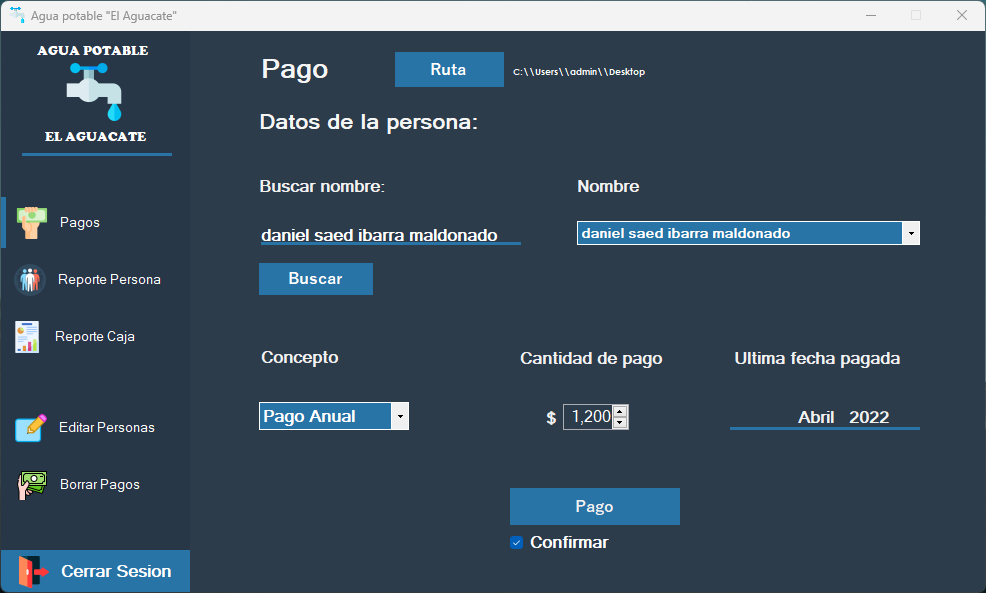 Agua potable "El Aguacate"
AGUA POTABLE
EL AGUACATE
Pagos
Reporte Persona
Reporte Caja
Editar Personas
Borrar Pagos
Cerrar Sesion
Pago
Ruta
C:\\Users\\admin\\Desktop
Datos de la persona:
Buscar nombre:
Nombre
daniel saed ibarra maldonado
daniel saed ibarra maldonado
Buscar
Concepto
Cantidad de pago
Ultima fecha pagada
Pago Anual
$ 1,200
Abril 2022
Pago
Confirmar